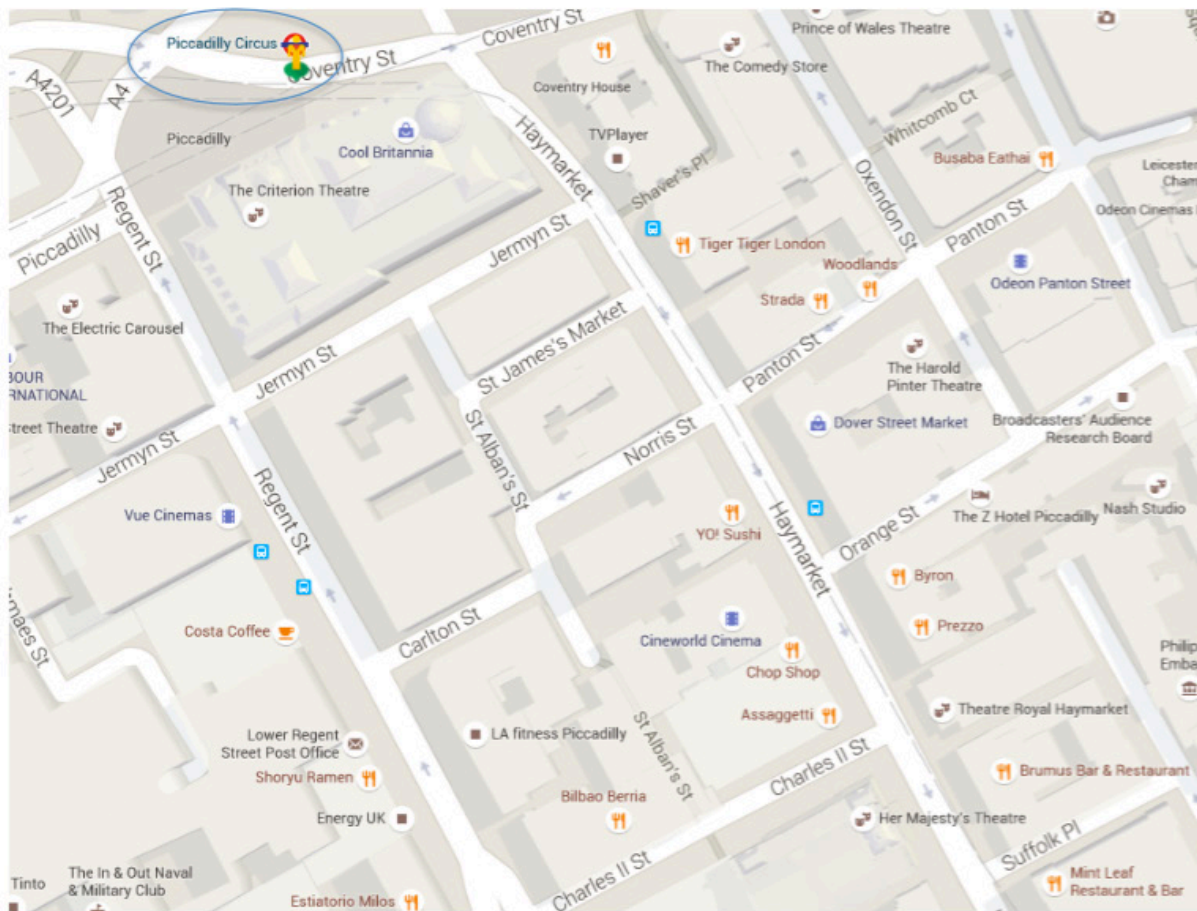 Coventry St
Prince of Wales Theatre
Piccadilly Circus
Coventry St
The Comedy Store
A4201
A4
Coventry House
Whitcomb Ct
Piccadilly
Cool Britannia
Haymarket
TVPlayer
Busaba Eathai
Leicester
Cham
Shaver's Pl
The Criterion Theatre
Oxendon St
Odeon Cinemas
Regent St
Piccadilly
Jermyn St
Tiger Tiger London
Panton St
Woodlands
Odeon Panton Street
Strada
The Electric Carousel
St James's Market
Jermyn St
Panton St
The Harold
Pinter Theatre
BOUR
RNATIONAL
Street Theatre
Jermyn St
St Alban's St
Norris St
Dover Street Market
Broadcasters' Audience
Research Board
Regent St
Vue Cinemas
YO! Sushi
Haymarket
Orange St
The Z Hotel Piccadilly
Nash Studio
Byron
rmaes St
Costa Coffee
Carlton St
Cineworld Cinema
Prezzo
Chop Shop
Philip
Emba
Assaggetti
Theatre Royal Haymarket
Lower Regent
Street Post Office
LA fitness Piccadilly
St Alban's St
Charles II St
Shoryu Ramen
Brumus Bar & Restaurant
Bilbao Berria
Energy UK
Her Majesty's Theatre
Suffolk Pl
Tinto
The In & Out Naval
& Military Club
Charles II St
Mint Leaf
Restaurant & Bar
Estiatorio Milos